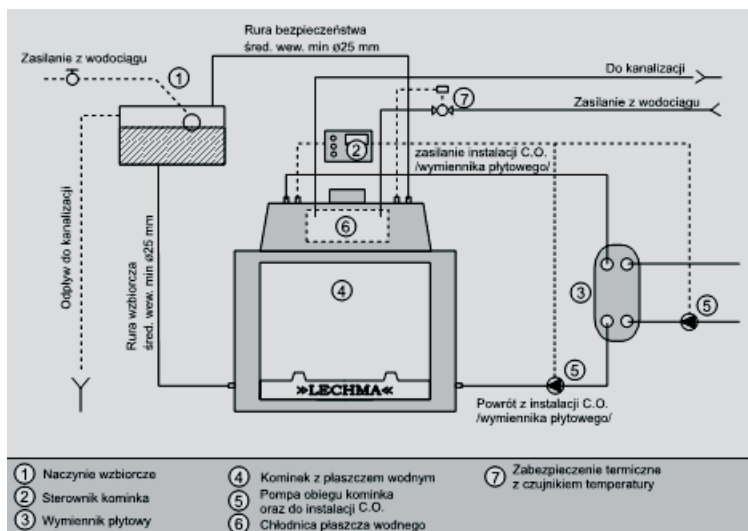 Rura bezpieczeństwa
śred. wew. min ø25 mm
Zasilanie z wodociągu
1
Do kanalizacji
7
Zasilanie z wodociągu
2
zasilanie instalacji C.O.
/wymiennika płytowego/
6
Odpływ do kanalizacji
Rura wzbiorcza
śred. wew. min ø25 mm
4
3
5
5
»LECHMA«
Powrót z instalacji C.O.
/wymiennika płytowego/
1 Naczynie wzbiorcze
2 Sterownik kominka
3 Wymiennik płytowy
4 Kominek z płaszczem wodnym
5 Pompa obiegu kominka
oraz do instalacji C.O.
6 Chłodnica płaszcza wodnego
7 Zabezpieczenie termiczne
z czujnikiem temperatury